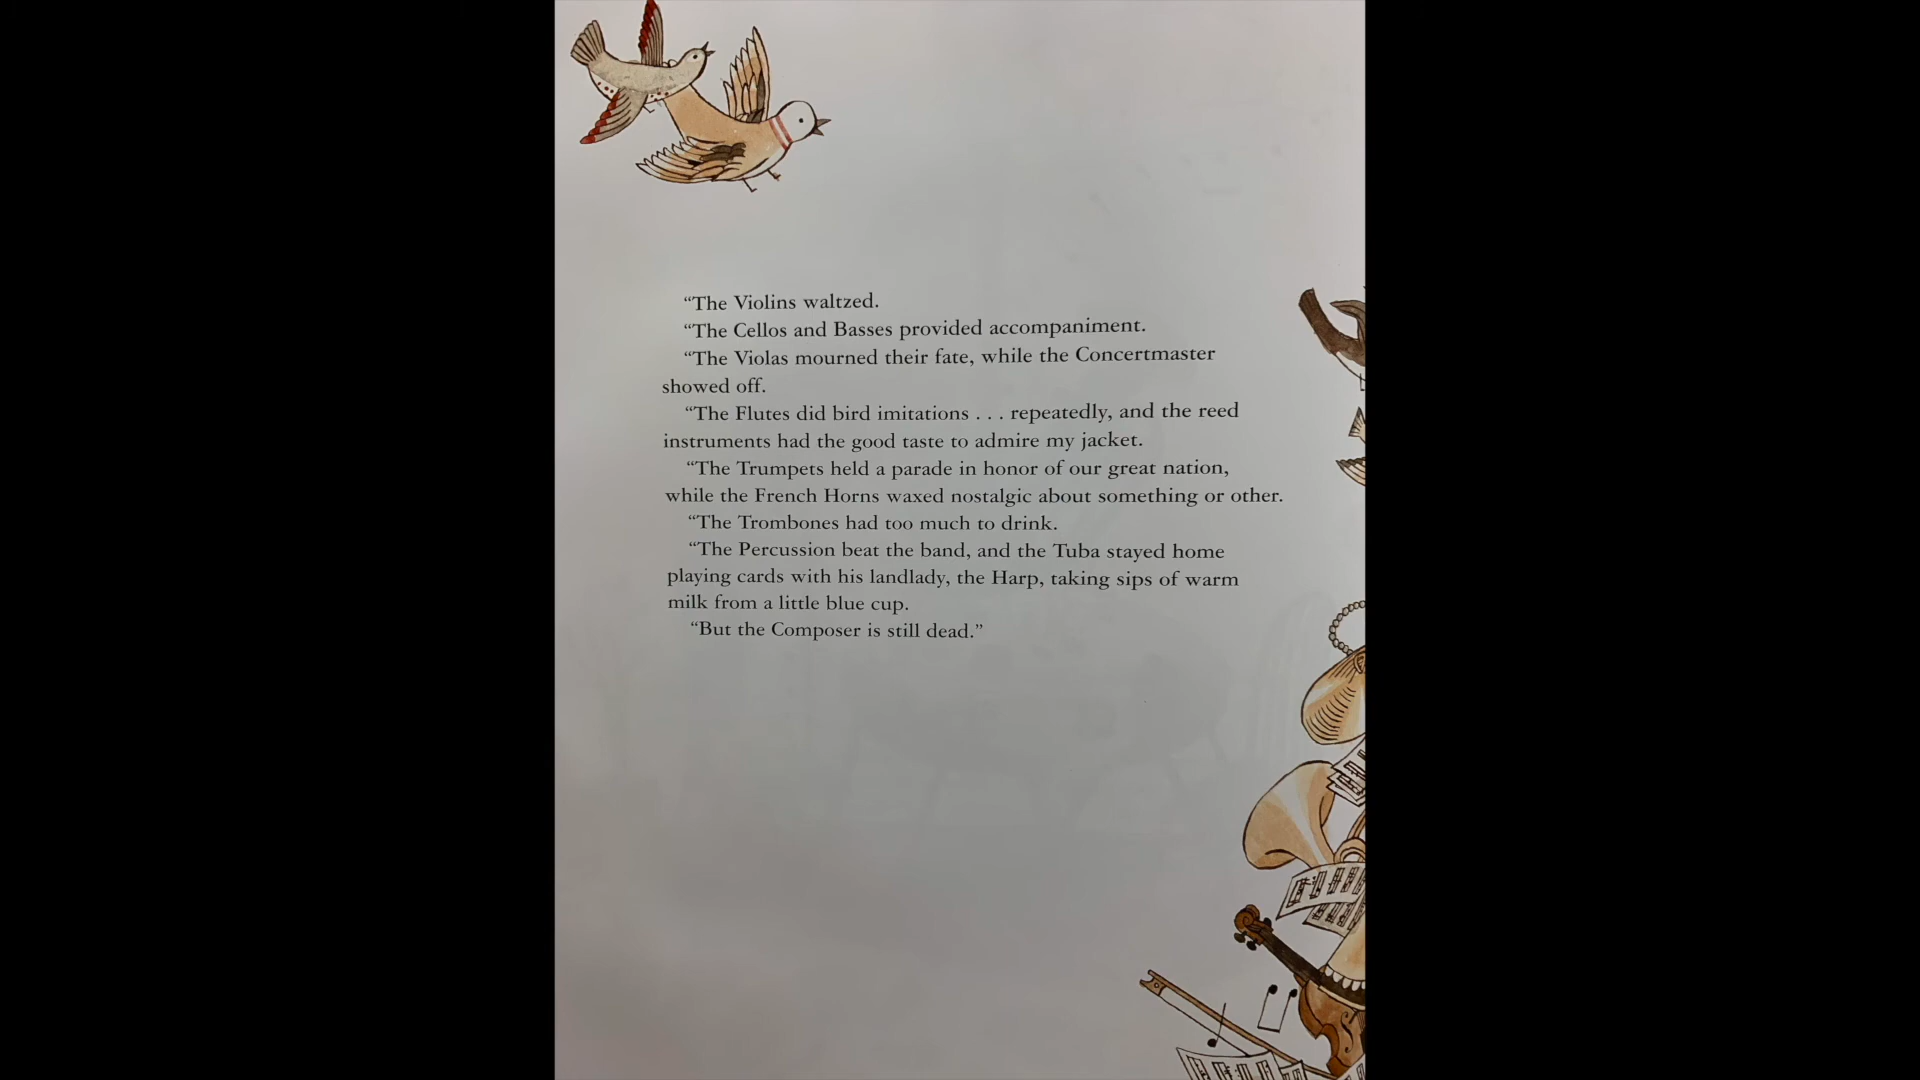 “The Violins waltzed.
“The Cellos and Basses provided accompaniment.
“The Violas mourned their fate, while the Concertmaster
showed off.
“The Flutes did bird imitations . . . repeatedly, and the reed
instruments had the good taste to admire my jacket.
“The Trumpets held a parade in honor of our great nation,
while the French Horns waxed nostalgic about something or other.
“The Trombones had too much to drink.
“The Percussion beat the band, and the Tuba stayed home
playing cards with his landlady, the Harp, taking sips of warm
milk from a little blue cup.
“But the Composer is still dead.”